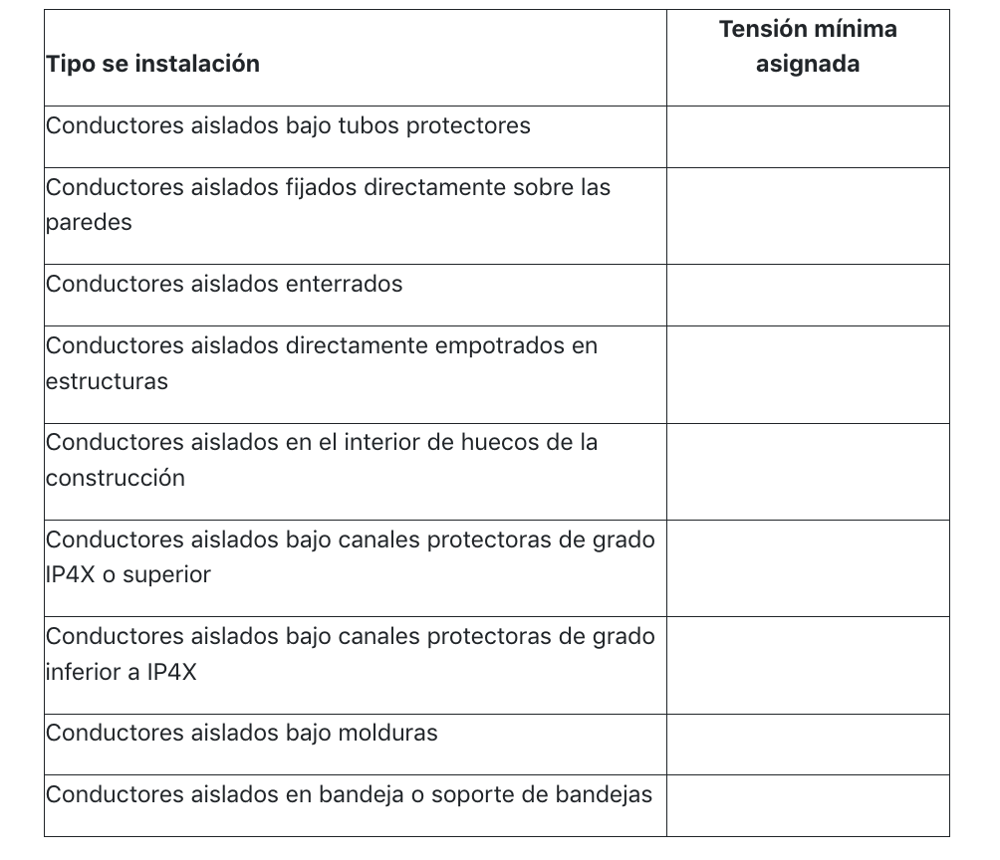 Tipo se instalación
Tensión mínima
asignada
Conductores aislados bajo tubos protectores
Conductores aislados fijados directamente sobre las
paredes
Conductores aislados enterrados
Conductores aislados directamente empotrados en
estructuras
Conductores aislados en el interior de huecos de la
construcción
Conductores aislados bajo canales protectoras de grado
IP4X o superior
Conductores aislados bajo canales protectoras de grado
inferior a IP4X
Conductores aislados bajo molduras
Conductores aislados en bandeja o soporte de bandejas